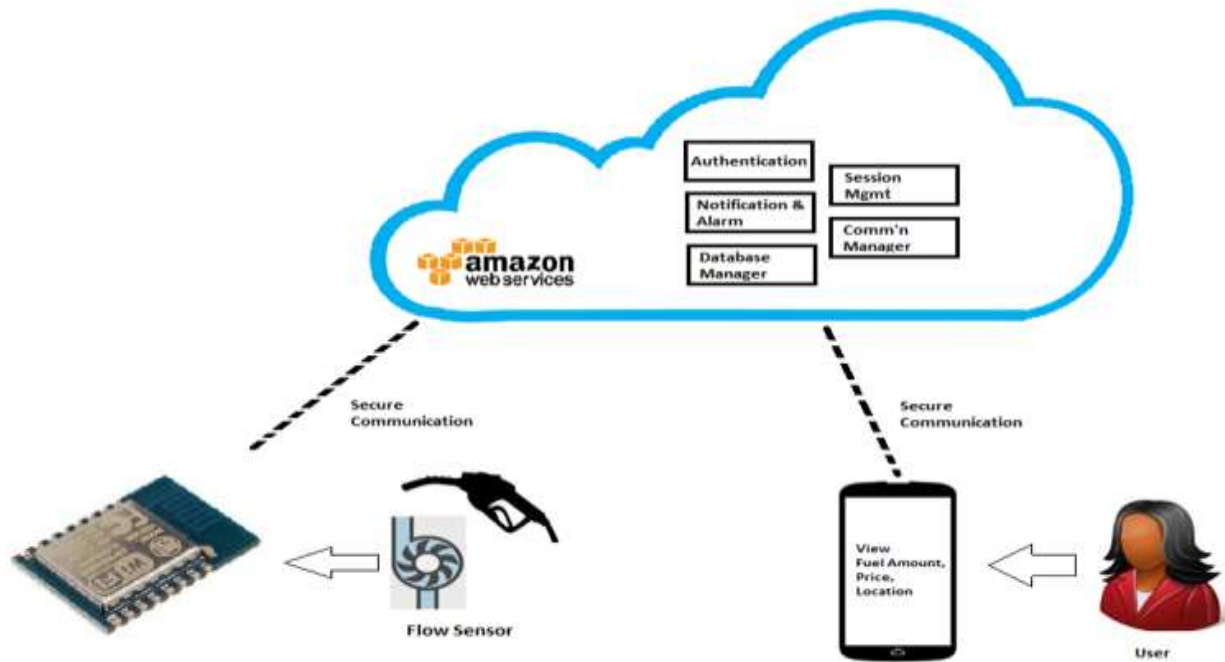 Authentication
Session
Mgmt
Notification &
Alarm
Comm'n
Manager
Database
Manager
amazon
web services
Secure
Communication
Secure
Communication
View
Fuel Amount,
Price,
Location
Flow Sensor
User